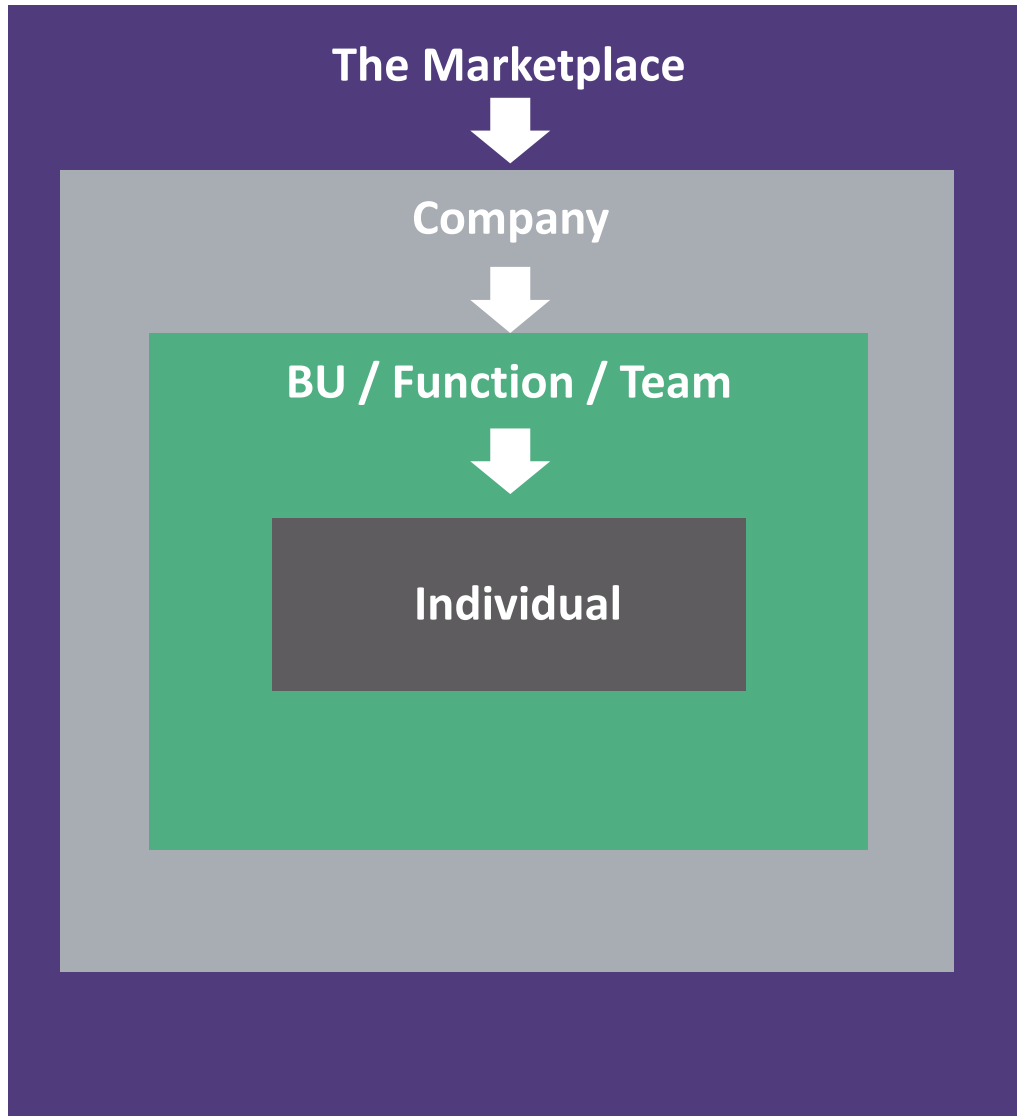 The Marketplace
Company
BU / Function / Team
Individual